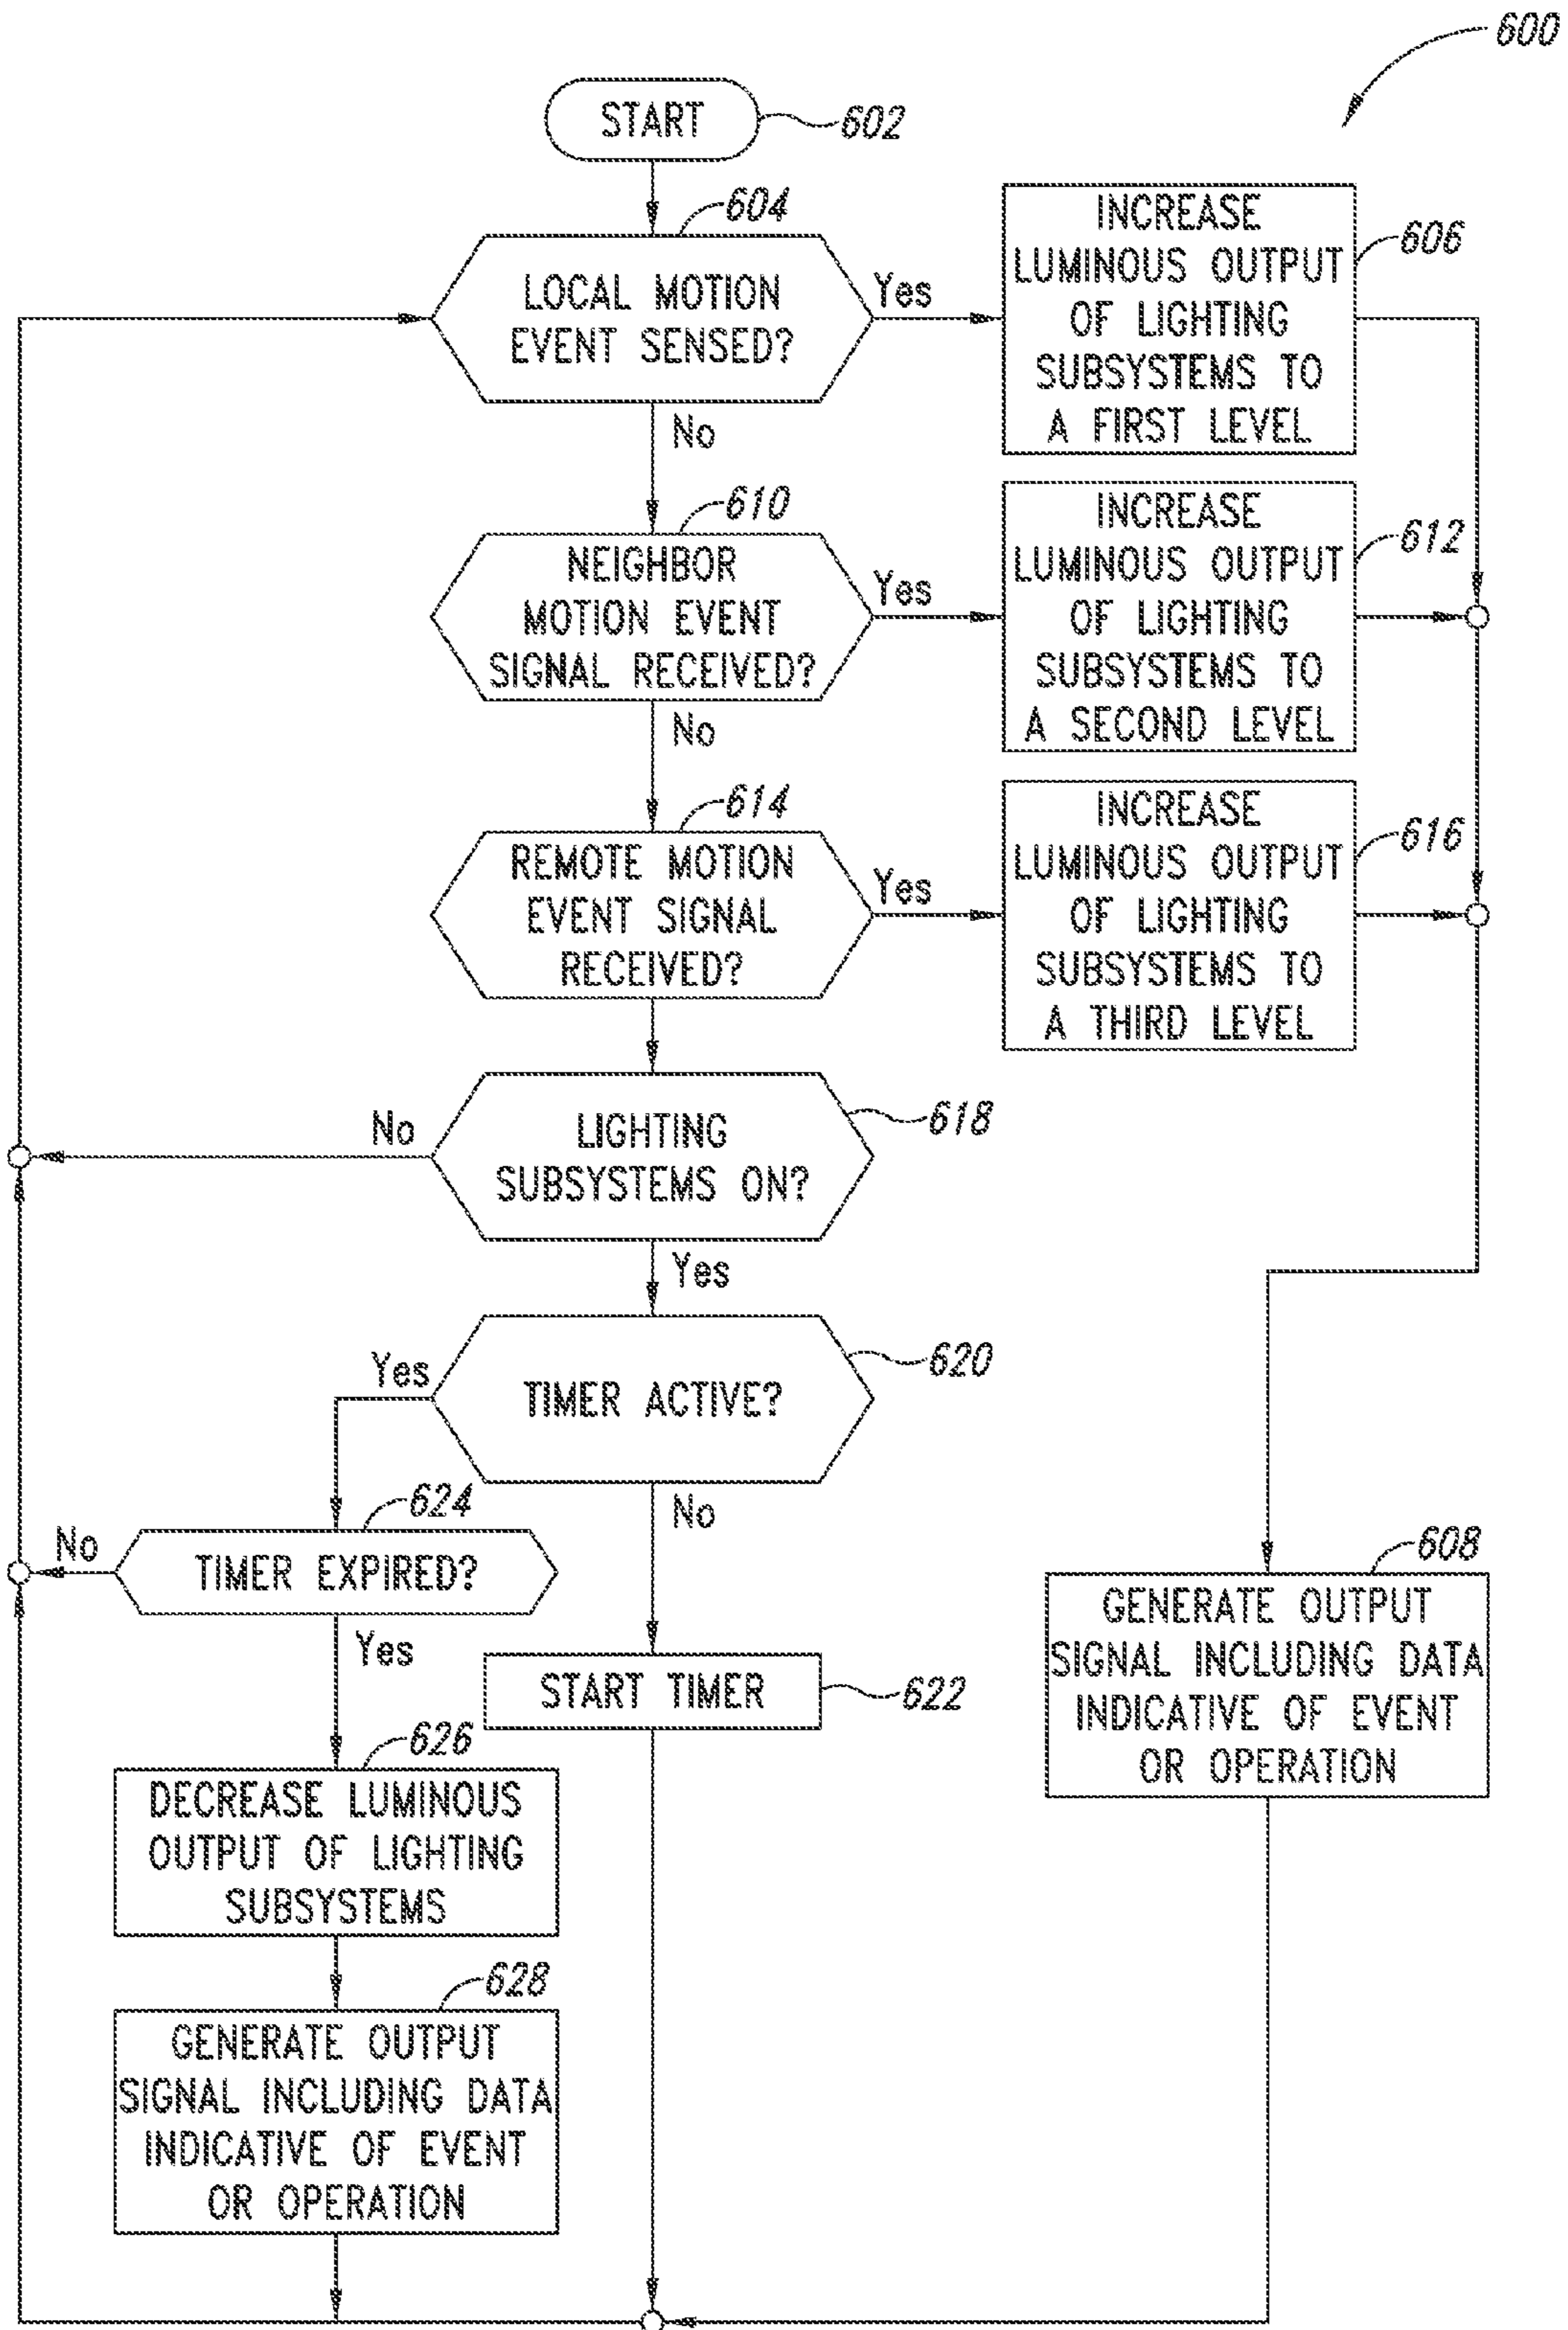 600
START
602
604
LOCAL MOTION
EVENT SENSED?
Yes
No
INCREASE
LUMINOUS OUTPUT
OF LIGHTING
SUBSYSTEMS TO
A FIRST LEVEL
606
610
NEIGHBOR
MOTION EVENT
SIGNAL RECEIVED?
Yes
No
INCREASE
LUMINOUS OUTPUT
OF LIGHTING
SUBSYSTEMS TO
A SECOND LEVEL
612
614
REMOTE MOTION
EVENT SIGNAL
RECEIVED?
Yes
INCREASE
LUMINOUS OUTPUT
OF LIGHTING
SUBSYSTEMS TO
A THIRD LEVEL
616
No
LIGHTING
SUBSYSTEMS ON?
618
Yes
Yes
TIMER ACTIVE?
620
No
624
No
TIMER EXPIRED?
Yes
START TIMER
622
608
GENERATE OUTPUT
SIGNAL INCLUDING DATA
INDICATIVE OF EVENT
OR OPERATION
626
DECREASE LUMINOUS
OUTPUT OF LIGHTING
SUBSYSTEMS
628
GENERATE OUTPUT
SIGNAL INCLUDING DATA
INDICATIVE OF EVENT
OR OPERATION